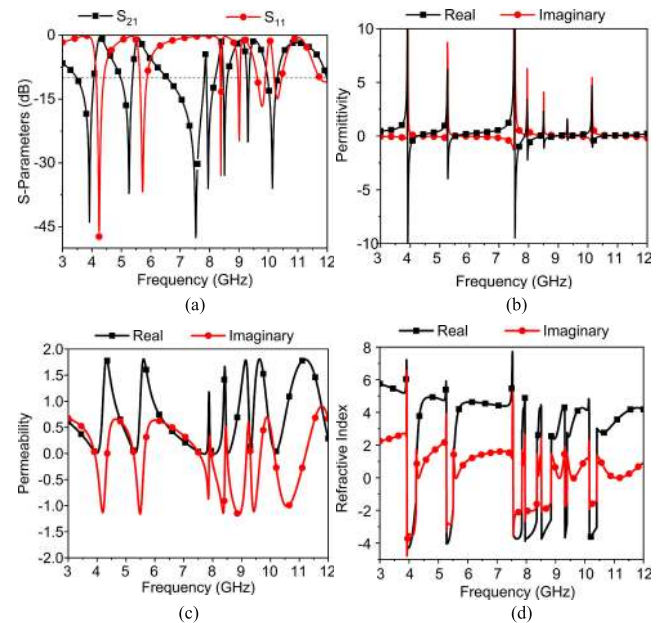 S21 S11
0
-15
-30
-45
S-Parameters (dB)
3 4 5 6 7 8 9 10 11 12
Frequency (GHz)
(a)
Real Imaginary
10
5
0
-5
-10
Permittivity
3 4 5 6 7 8 9 10 11 12
Frequency (GHz)
(b)
Real Imaginary
2.0
1.5
1.0
0.5
0.0
-0.5
-1.0
-1.5
-2.0
Permeability
3 4 5 6 7 8 9 10 11 12
Frequency (GHz)
(c)
Real Imaginary
8
6
4
2
0
-2
-4
Refractive Index
3 4 5 6 7 8 9 10 11 12
Frequency (GHz)
(d)